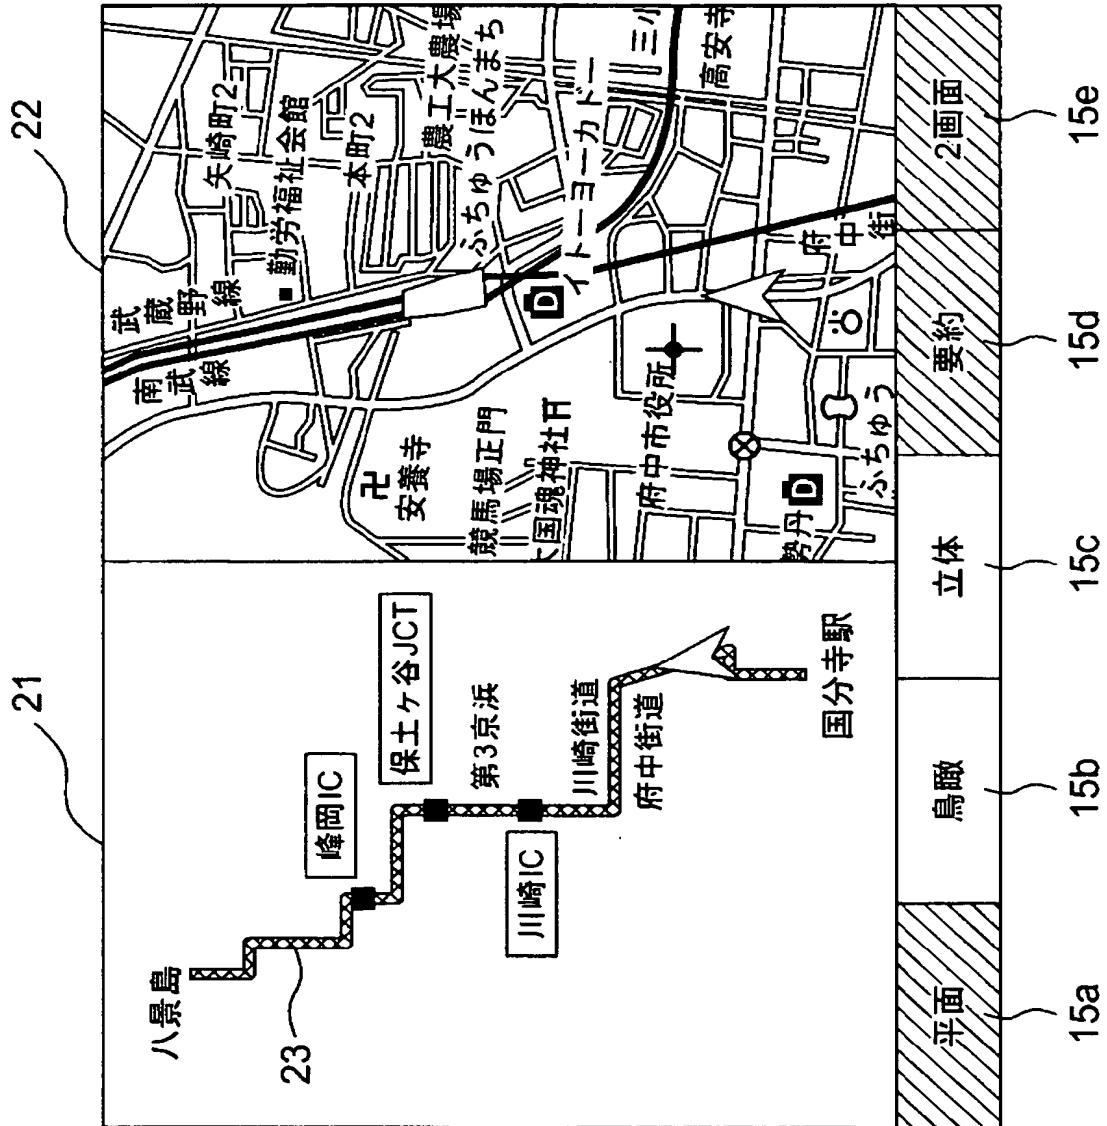 21
22
八景島
23
峰岡IC
保土ヶ谷JCT
第3京浜
川崎IC
川崎街道
府中街道
国分寺駅
武蔵野線
南武線
矢崎町2
勤労福祉会館
本町2
農工大農場
ふちゅうほんまち
安養寺
競馬場正門
大国魂神社
イトーヨーカドー
三小
高安寺
府中市役所
府中街
勢丹
ふちゅう
D
D
平面
鳥瞰
立体
要約
2画面
15a
15b
15c
15d
15e